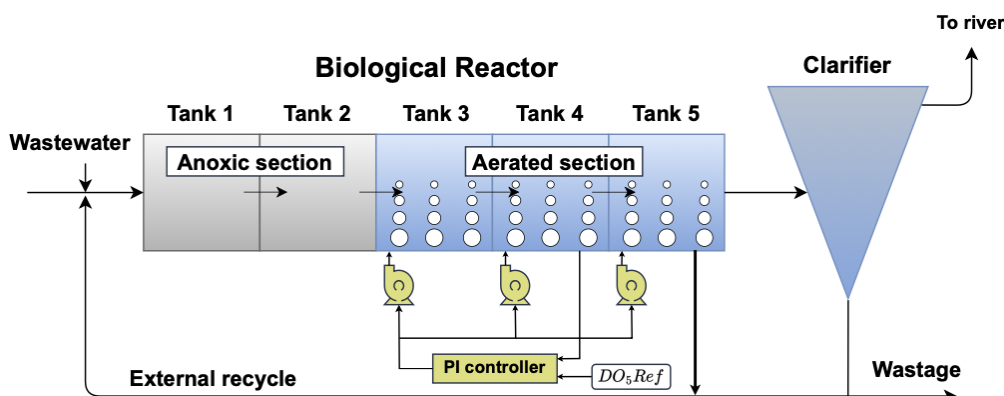 To river
Biological Reactor
Clarifier
Tank 1
Tank 2
Tank 3
Tank 4
Tank 5
Wastewater
Anoxic section
Aerated section
PI controller
DO₅Ref
External recycle
Wastage